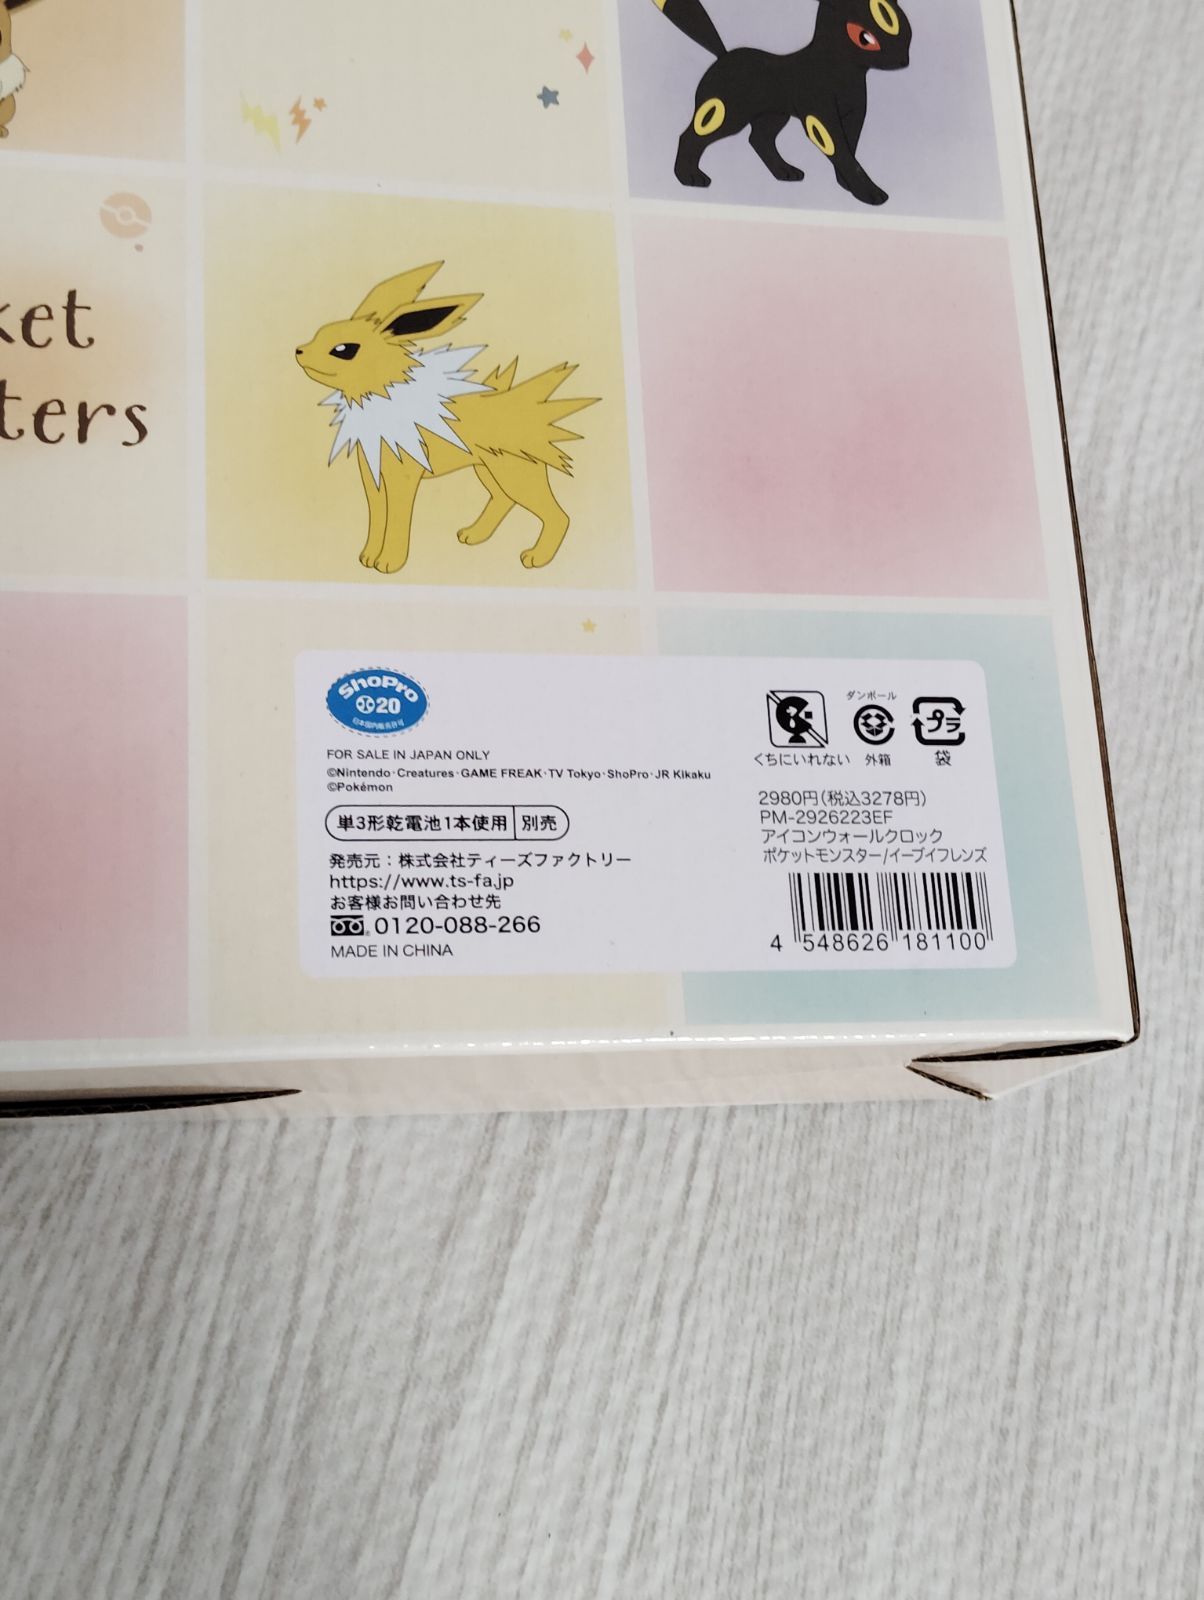 ket
ters
ShoPro
20
日本国内販売許可
FOR SALE IN JAPAN ONLY
©Nintendo・Creatures・GAME FREAK・TV Tokyo・ShoPro・JR Kikaku
©Pokémon
単3形乾電池1本使用 別売
発売元：株式会社ティーズファクトリー
https://www.ts-fa.jp
お客様お問い合わせ先
0120-088-266
MADE IN CHINA
くちにいれない
ダンボール
外箱
プラ
袋
2980円(税込3278円)
PM-2926223EF
アイコンウォールクロック
ポケットモンスター/イーブイフレンズ
4 548626 181100